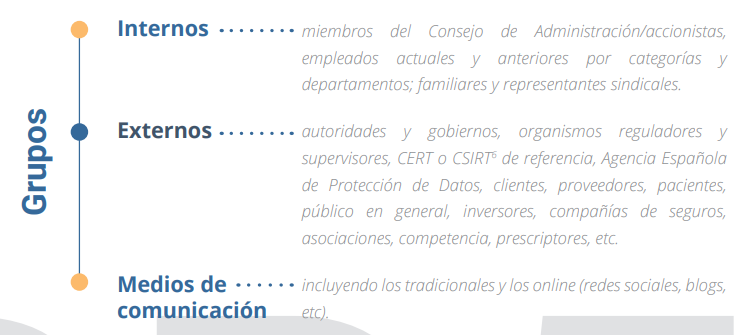 Grupos
Internos
miembros del Consejo de Administración/accionistas,
empleados actuales y anteriores por categorías y
departamentos; familiares y representantes sindicales.
Externos
autoridades y gobiernos, organismos reguladores y
supervisores, CERT o CSIRT⁶ de referencia, Agencia Española
de Protección de Datos, clientes, proveedores, pacientes,
público en general, inversores, compañías de seguros,
asociaciones, competencia, prescriptores, etc.
Medios de
comunicación
incluyendo los tradicionales y los online (redes sociales, blogs,
etc).